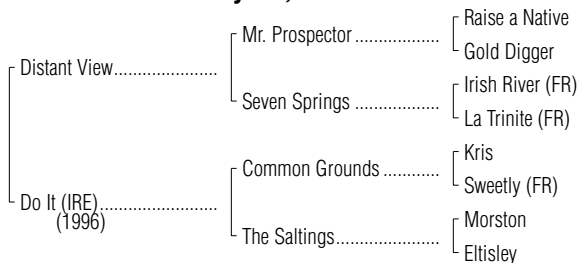 Raise a Native
Mr. Prospector ..................
Gold Digger
Distant View......................
Irish River (FR)
Seven Springs ..................
La Trinite (FR)
Kris
Common Grounds ............
Sweetly (FR)
Do It (IRE).........................
(1996)
Morston
The Saltings......................
Eltisley